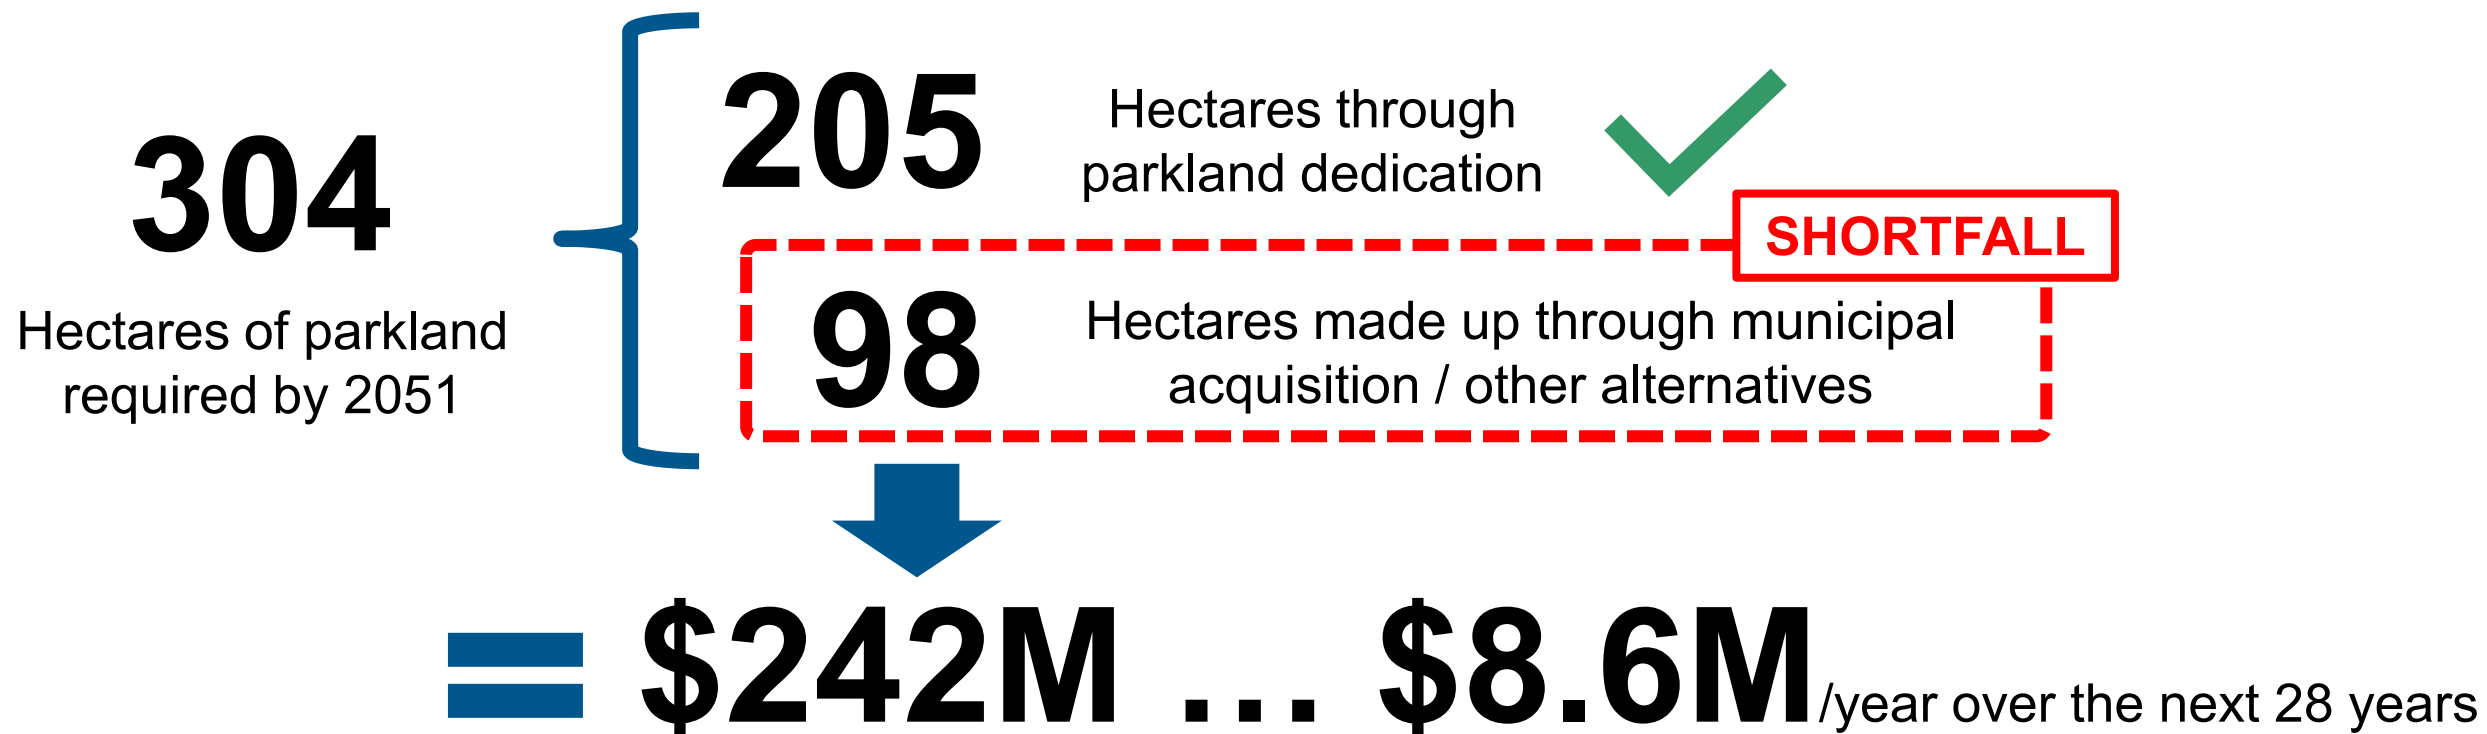 304
Hectares of parkland
required by 2051
205
Hectares through
parkland dedication
SHORTFALL
98
Hectares made up through municipal
acquisition / other alternatives
= $242M ... $8.6M/year over the next 28 years